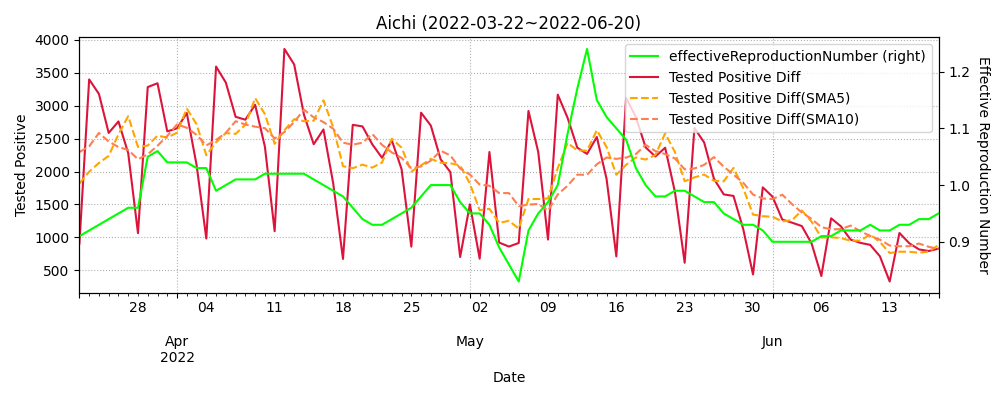 Aichi (2022-03-22~2022-06-20)
effectiveReproductionNumber (right)
Tested Positive Diff
Tested Positive Diff(SMA5)
Tested Positive Diff(SMA10)
Tested Positive
4000
3500
3000
2500
2000
1500
1000
500
Effective Reproduction Number
1.2
1.1
1.0
0.9
28 04 11 18 25 02 09 16 23 30 06 13
Apr May Jun
2022
Date